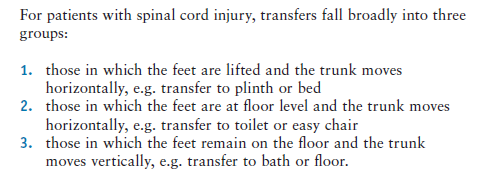 For patients with spinal cord injury, transfers fall broadly into three
groups:
1. those in which the feet are lifted and the trunk moves
horizontally, e.g. transfer to plinth or bed
2. those in which the feet are at floor level and the trunk moves
horizontally, e.g. transfer to toilet or easy chair
3. those in which the feet remain on the floor and the trunk
moves vertically, e.g. transfer to bath or floor.